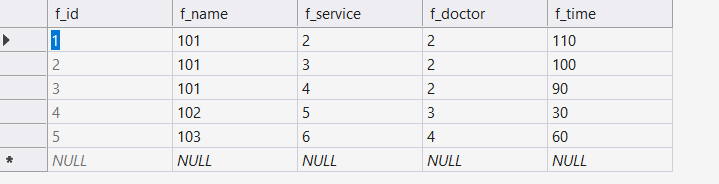 f_id f_name f_service f_doctor f_time
1 101 2 2 110
2 101 3 2 100
3 101 4 2 90
4 102 5 3 30
5 103 6 4 60
* NULL NULL NULL NULL NULL